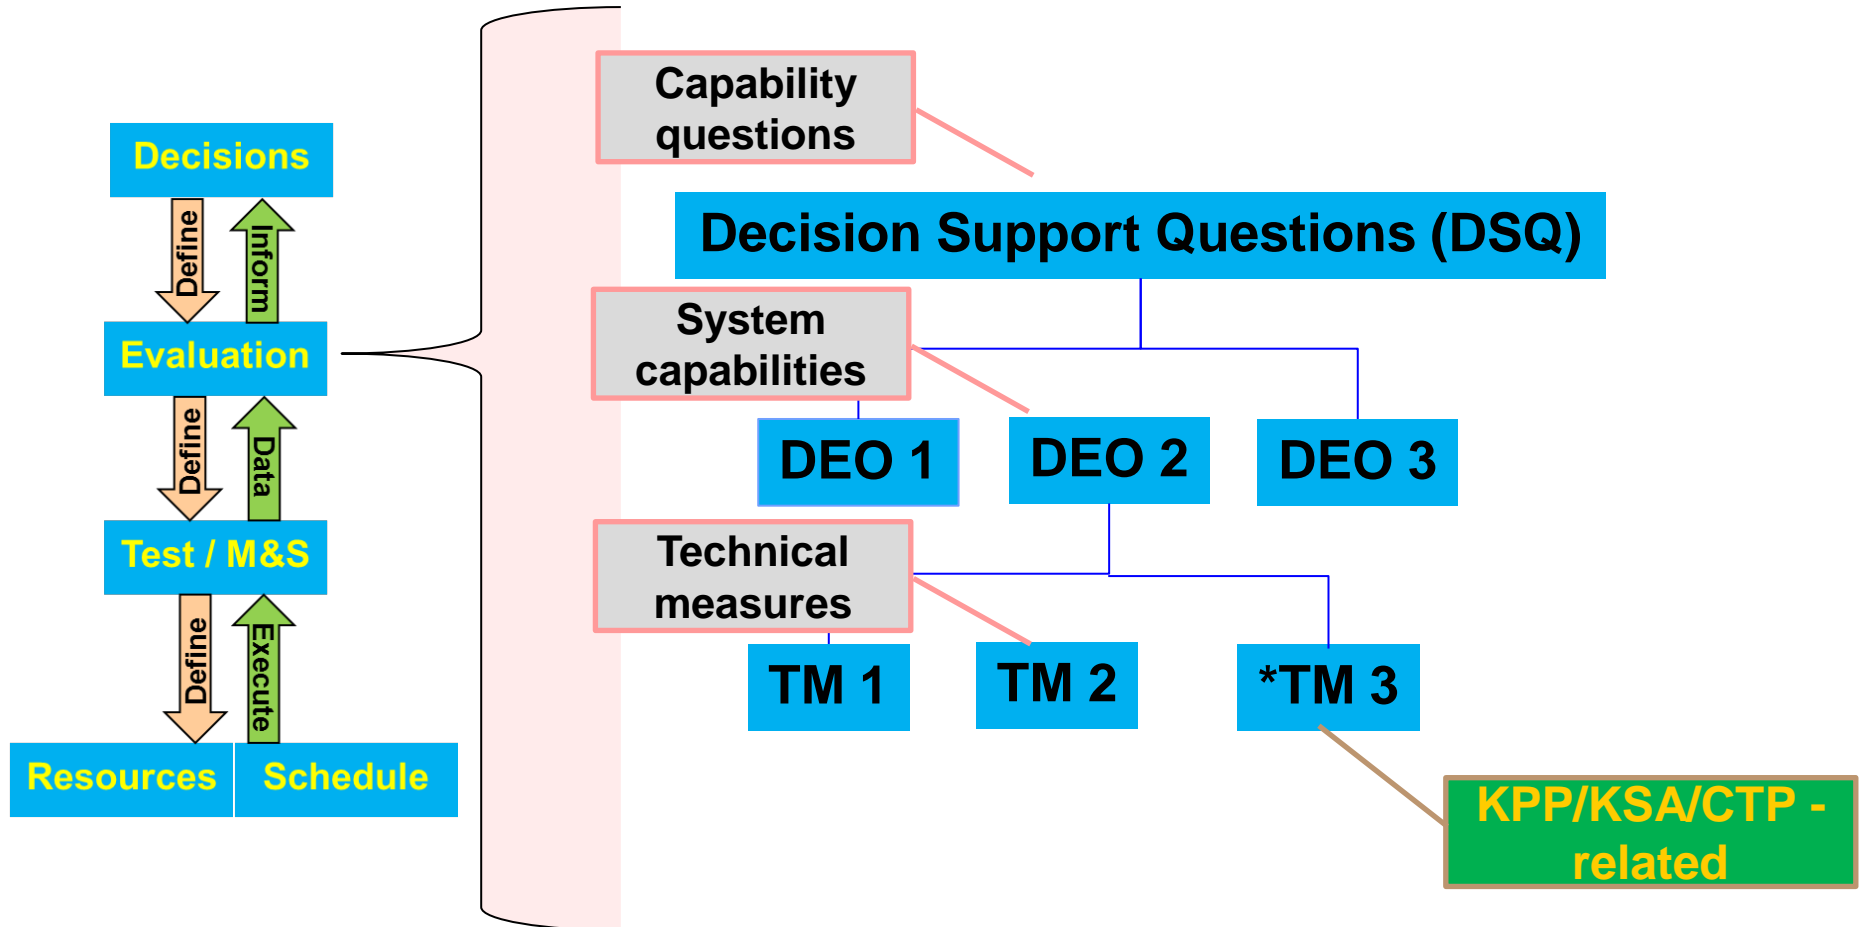 Decisions
Define
Inform
Evaluation
Define
Data
Test / M&S
Define
Execute
Resources
Schedule
Capability
questions
Decision Support Questions (DSQ)
System
capabilities
DEO 1
DEO 2
DEO 3
Technical
measures
TM 1
TM 2
*TM 3
KPP/KSA/CTP -
related